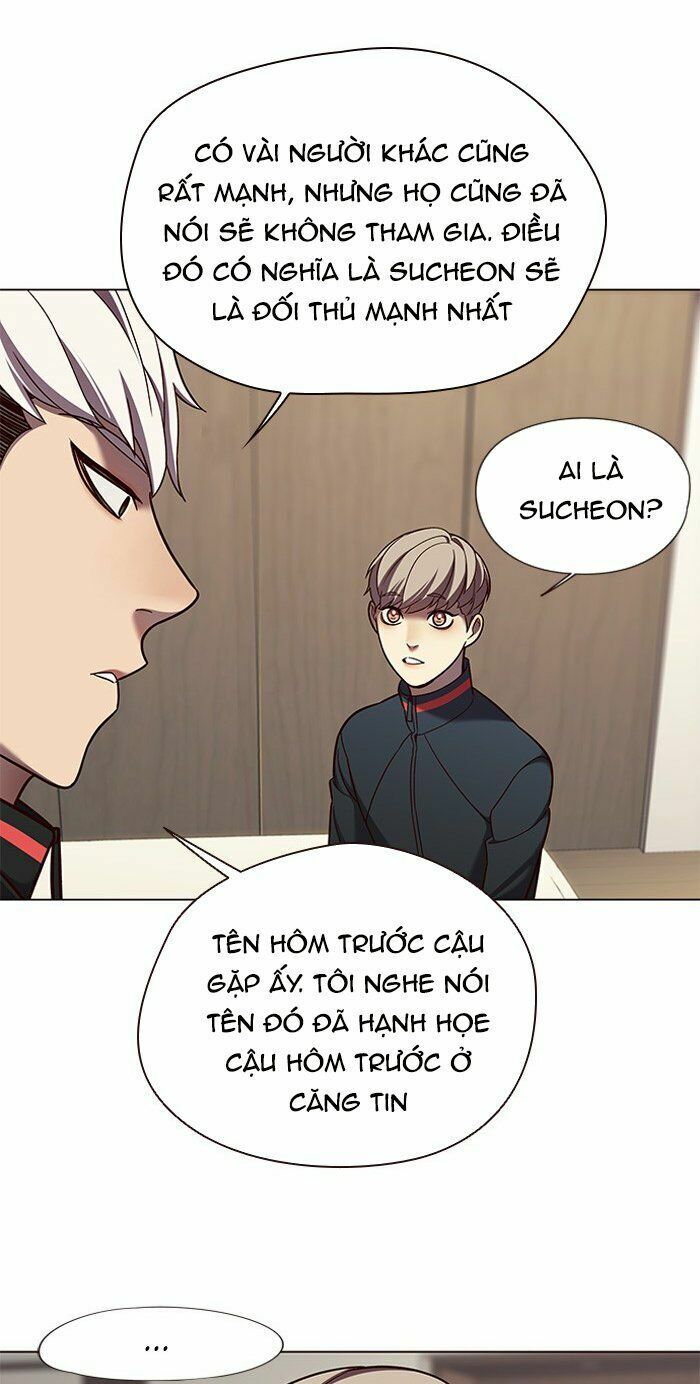 CÓ VÀI NGƯỜI KHÁC CŨNG
RẤT MẠNH, NHƯNG HỌ CŨNG ĐÃ
NÓI SẼ KHÔNG THAM GIA. ĐIỀU
ĐÓ CÓ NGHĨA LÀ SUCHEON SẼ
LÀ ĐỐI THỦ MẠNH NHẤT
AI LÀ
SUCHEON?
TÊN HÔM TRƯỚC CẬU
GẶP ẤY. TÔI NGHE NÓI
TÊN ĐÓ ĐÃ HẠNH HỌE
CẬU HÔM TRƯỚC Ở
CĂNG TIN
...